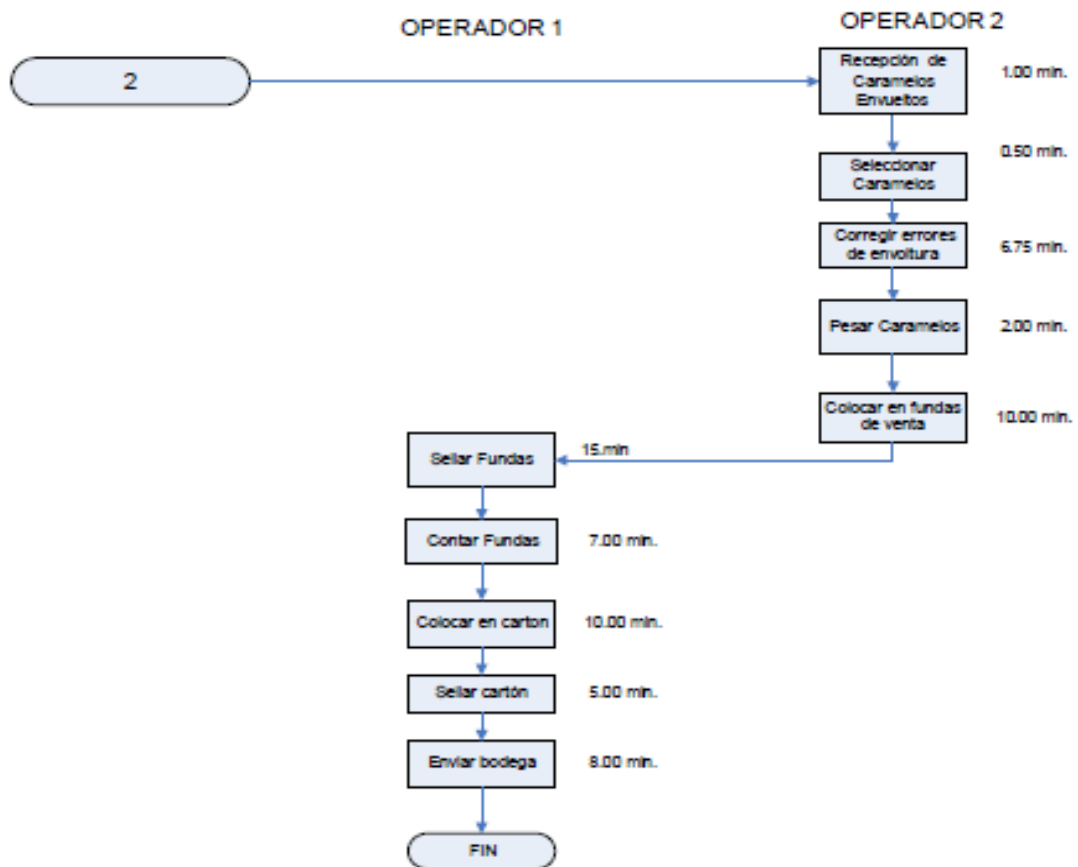 OPERADOR 1
OPERADOR 2
2
Recepción de
Caramelos
Envueltos
1.00 min.
Seleccionar
Caramelos
0.50 min.
Corregir errores
de envoltura
6.75 min.
Pesar Caramelos
2.00 min.
Colocar en fundas
de venta
10.00 min.
Sellar Fundas
15.min
Contar Fundas
7.00 min.
Colocar en carton
10.00 min.
Sellar cartón
5.00 min.
Enviar bodega
8.00 min.
FIN